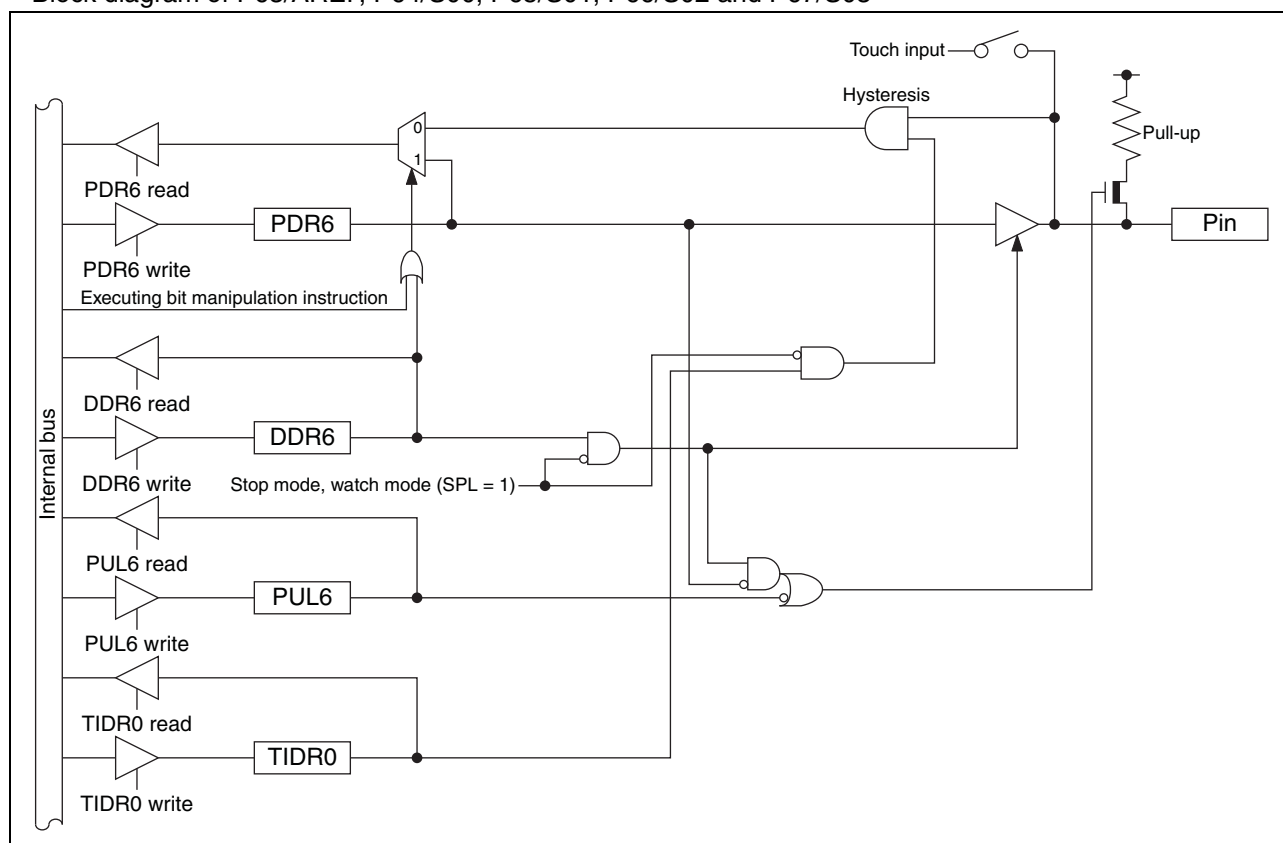 Touch input
Hysteresis
0
1
Pull-up
PDR6 read
PDR6
Pin
PDR6 write
Executing bit manipulation instruction
DDR6 read
DDR6
DDR6 write
Internal bus
Stop mode, watch mode (SPL = 1)
PUL6 read
PUL6
PUL6 write
TIDR0 read
TIDR0
TIDR0 write